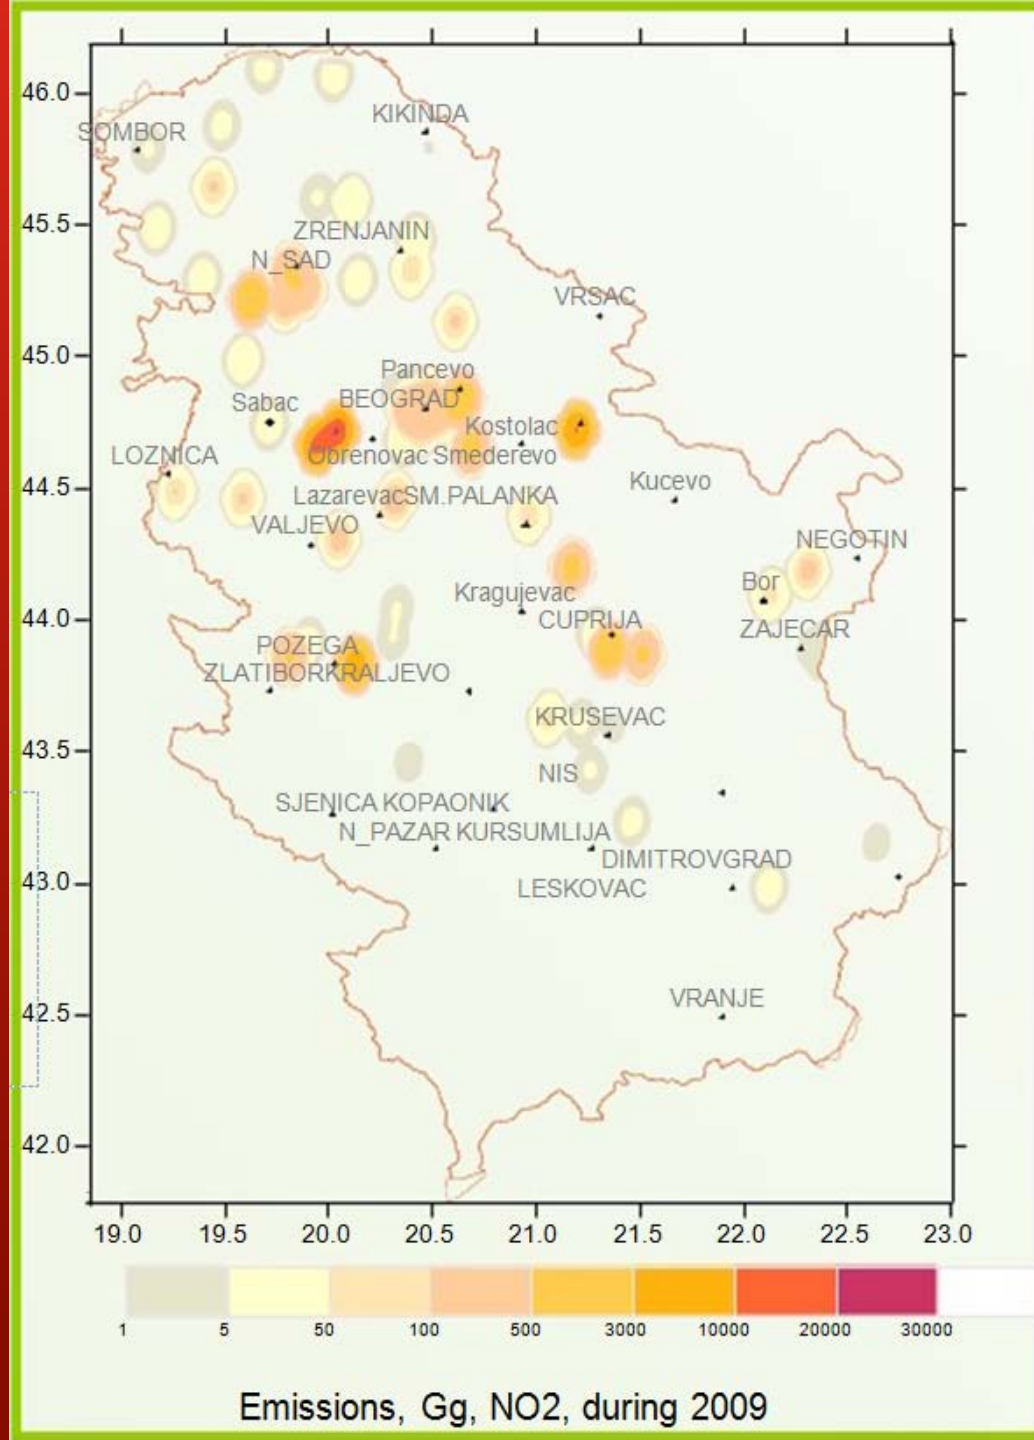 46.0
KIKINDA
SOMBOR
45.5
ZRENJANIN
N_SAD
VRSAC
45.0
Pancevo
BEOGRAD
Sabac
Kostolac
LOZNICA
Obrenovac Smederevo
44.5
Kucevo
LazarevacSM.PALANKA
VALJEVO
NEGOTIN
Bor
Kragujevac
44.0
CUPRIJA
ZAJECAR
POZEGA
ZLATIBORKRALJEVO
KRUSEVAC
43.5
NIS
SJENICA KOPAONIK
N_PAZAR KURSUMLIJA
DIMITROVGRAD
43.0
LESKOVAC
VRANJE
42.5
42.0
19.0 19.5 20.0 20.5 21.0 21.5 22.0 22.5 23.0
1 5 50 100 500 3000 10000 20000 30000
Emissions, Gg, NO2, during 2009